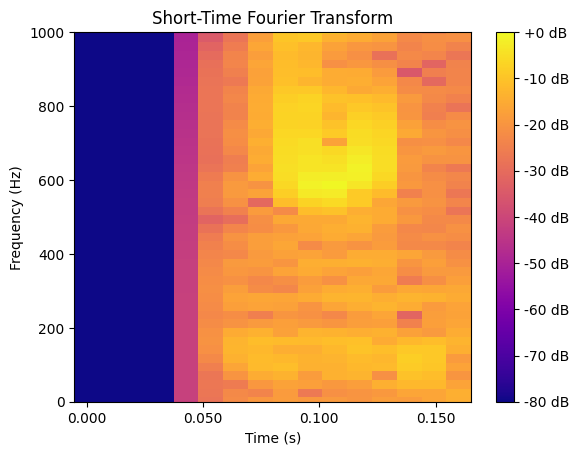 Short-Time Fourier Transform
1000
800
600
400
200
0
Frequency (Hz)
0.000
0.050
0.100
0.150
Time (s)
+0 dB
-10 dB
-20 dB
-30 dB
-40 dB
-50 dB
-60 dB
-70 dB
-80 dB